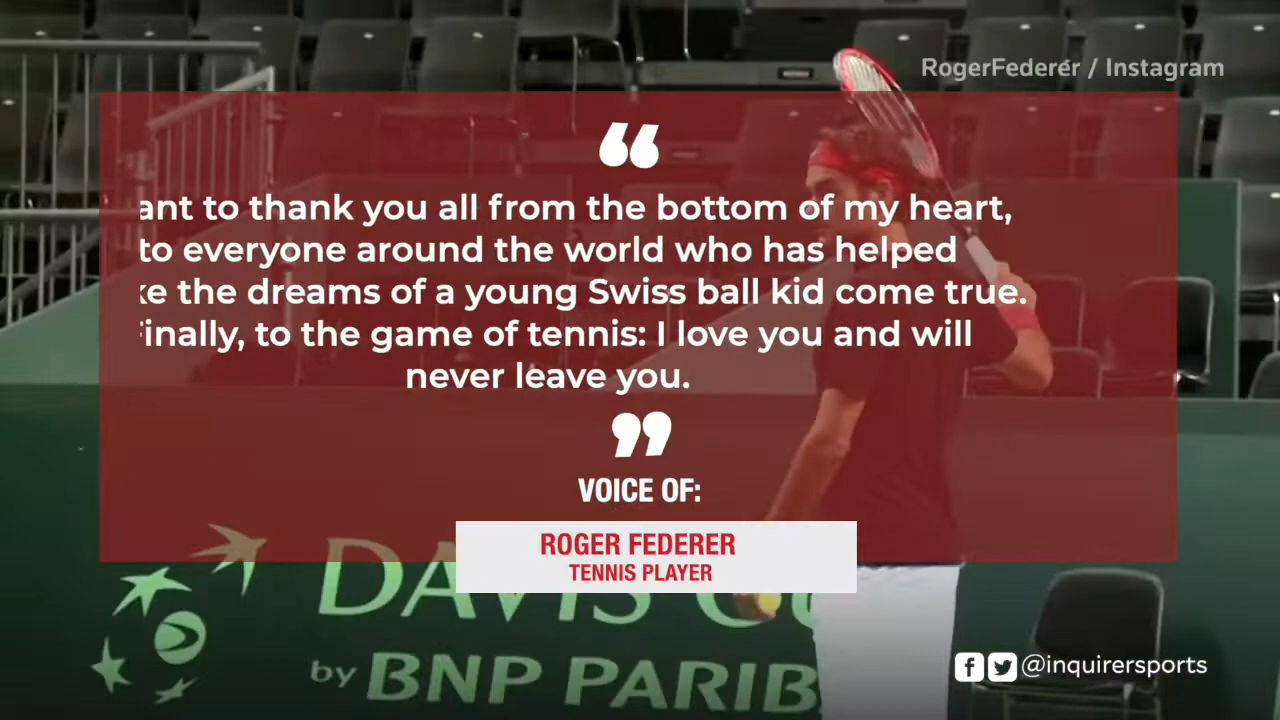 RogerFederer / Instagram
“
ant to thank you all from the bottom of my heart,
to everyone around the world who has helped
ke the dreams of a young Swiss ball kid come true.
inally, to the game of tennis: I love you and will
never leave you.
”
VOICE OF:
ROGER FEDERER
TENNIS PLAYER
DAVIS CU
by BNP PARIB
@inquirersports